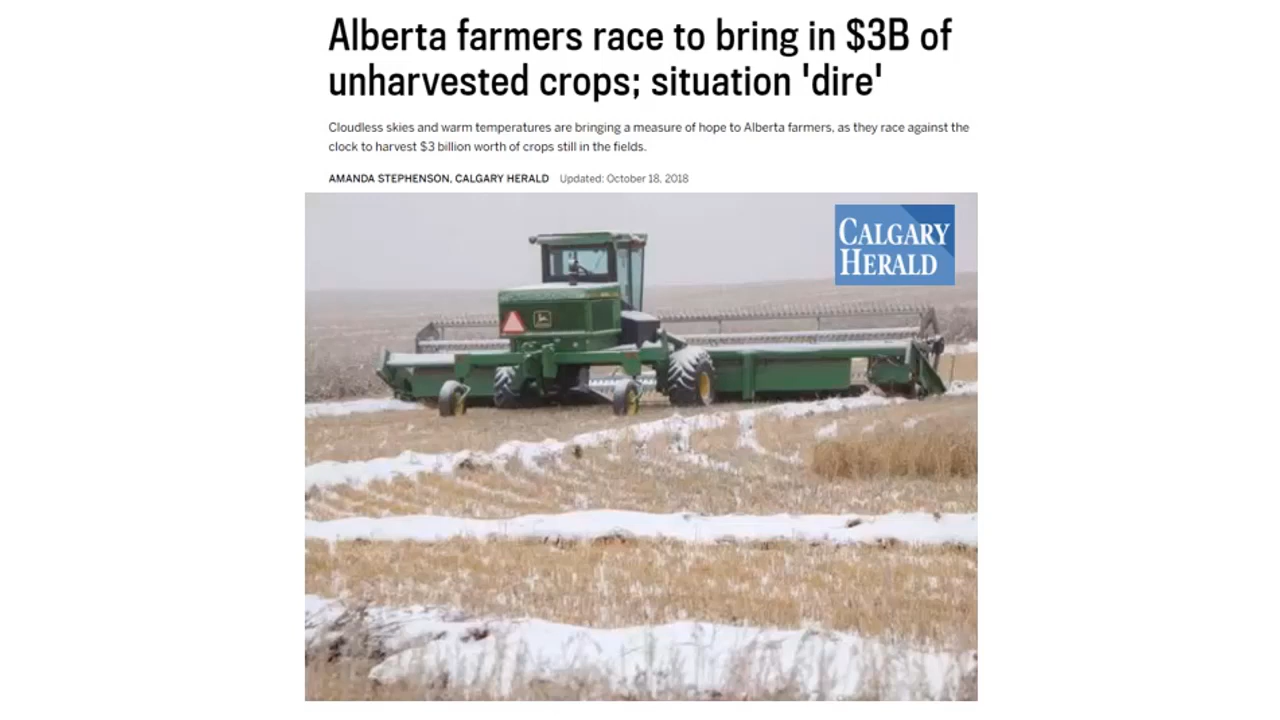 Alberta farmers race to bring in $3B of
unharvested crops; situation 'dire'
Cloudless skies and warm temperatures are bringing a measure of hope to Alberta farmers, as they race against the
clock to harvest $3 billion worth of crops still in the fields.
AMANDA STEPHENSON, CALGARY HERALD Updated: October 18, 2018
CALGARY
HERALD